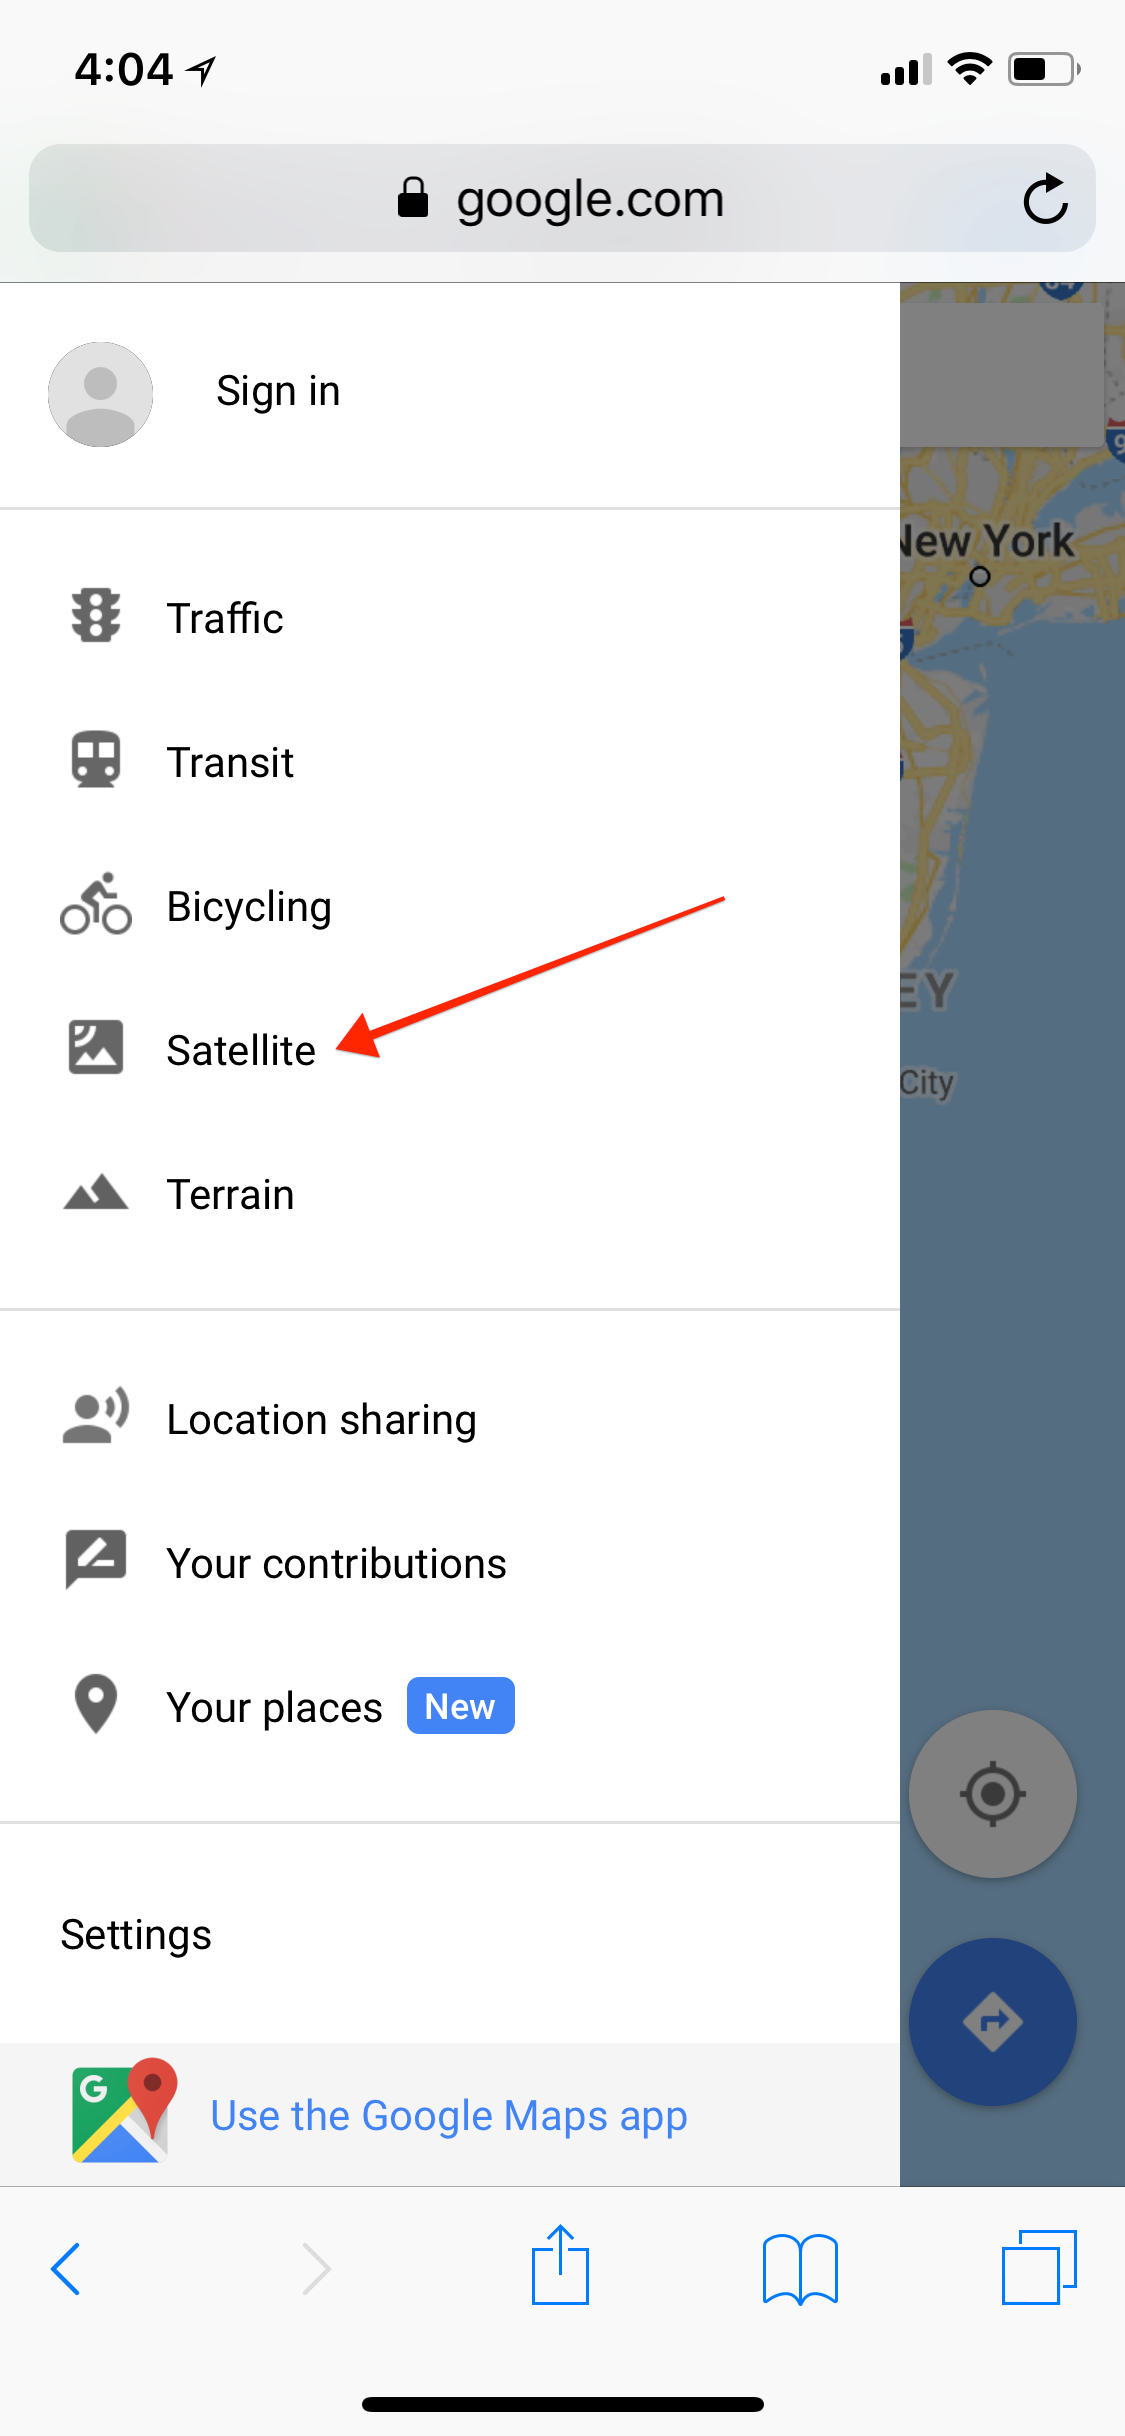 4:04
google.com
Sign in
New York
Traffic
Transit
Bicycling
EY
Satellite
City
Terrain
Location sharing
Your contributions
Your places New
Settings
G
Use the Google Maps app